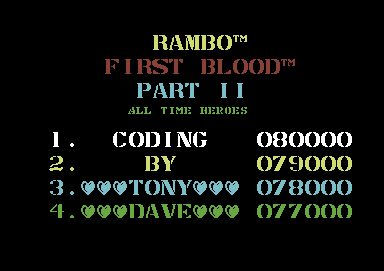 RAMBO™
FIRST BLOOD™
PART II
ALL TIME HEROES
1. CODING 080000
2. BY 079000
3.♥♥♥TONY♥♥♥ 078000
4.♥♥♥DAVE♥♥♥ 077000